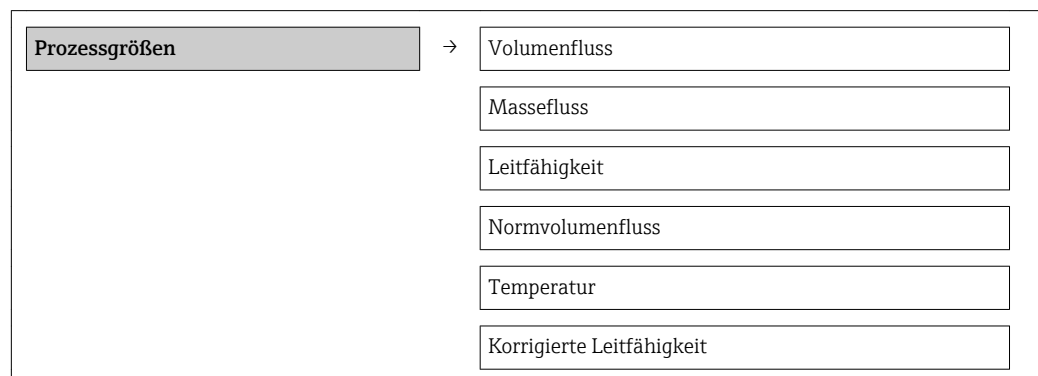 Prozessgrößen → Volumenfluss
Massefluss
Leitfähigkeit
Normvolumenfluss
Temperatur
Korrigierte Leitfähigkeit